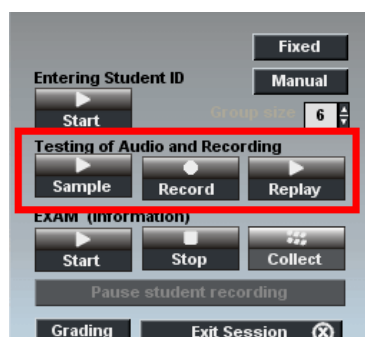 Fixed
Entering Student ID
Manual
Start
Group size 6
Testing of Audio and Recording
Sample Record Replay
EXAM (Information)
Start Stop Collect
Pause student recording
Grading Exit Session